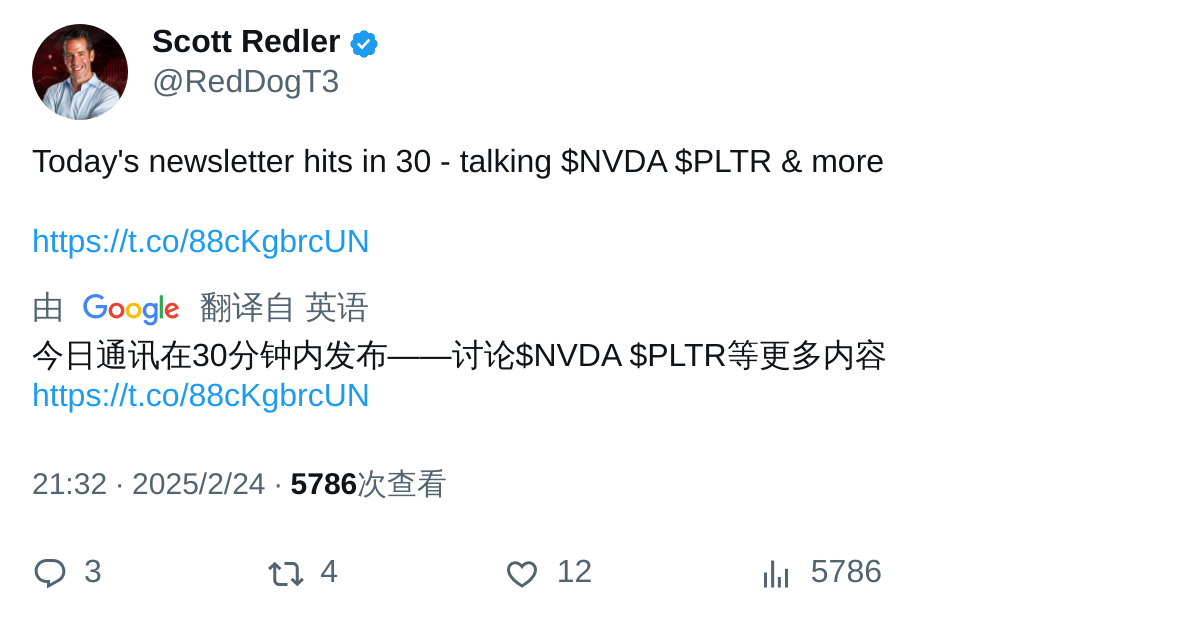 Scott Redler
@RedDogT3
Today's newsletter hits in 30 - talking $NVDA $PLTR & more
https://t.co/88cKgbrcUN
由 Google 翻译自 英语
今日通讯在30分钟内发布——讨论$NVDA $PLTR等更多内容
https://t.co/88cKgbrcUN
21:32 · 2025/2/24 · 5786次查看
3 4 12 5786